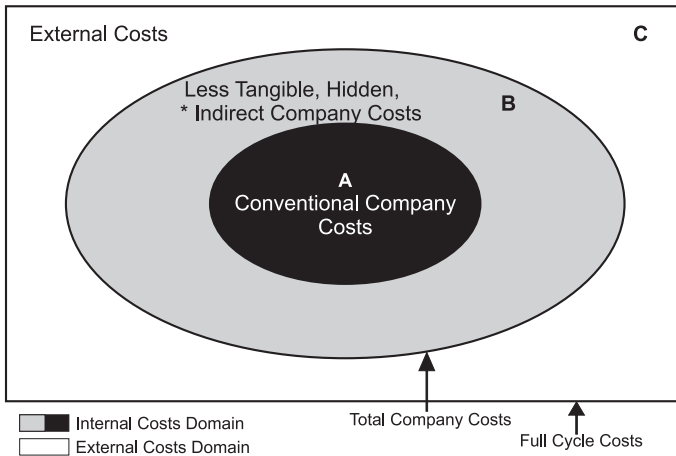 External Costs
C
Less Tangible, Hidden,
* Indirect Company Costs
B
A
Conventional Company
Costs
Internal Costs Domain
External Costs Domain
Total Company Costs
Full Cycle Costs